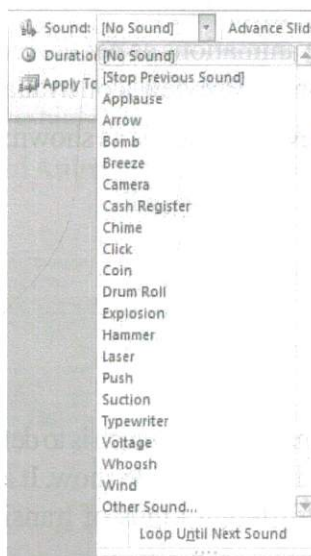 Sound: [No Sound] Advance Slid
Duration [No Sound]
[Stop Previous Sound]
Apply To Applause
Arrow
Bomb
Breeze
Camera
Cash Register
Chime
Click
Coin
Drum Roll
Explosion
Hammer
Laser
Push
Suction
Typewriter
Voltage
Whoosh
Wind
Other Sound...
Loop Until Next Sound